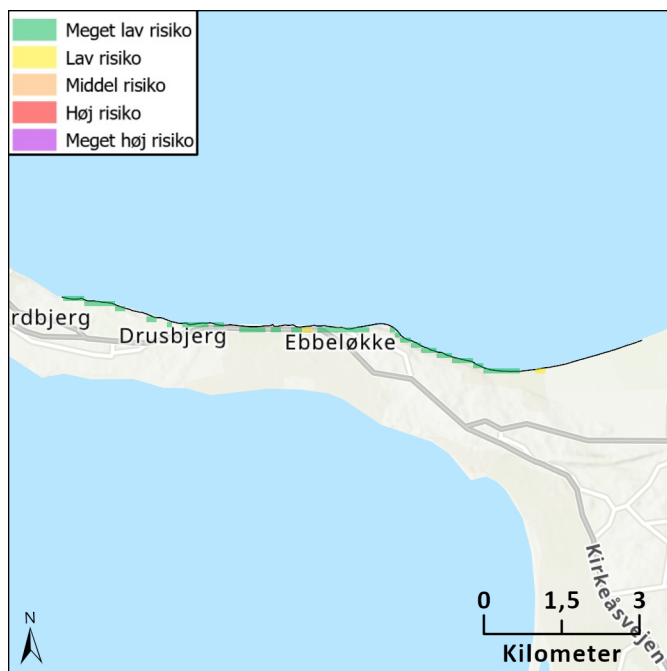 Meget lav risiko
Lav risiko
Middel risiko
Høj risiko
Meget høj risiko
rdbjerg
Drusbjerg
Ebbeløkke
Kirkeåsvejen
0 1,5 3
Kilometer
N